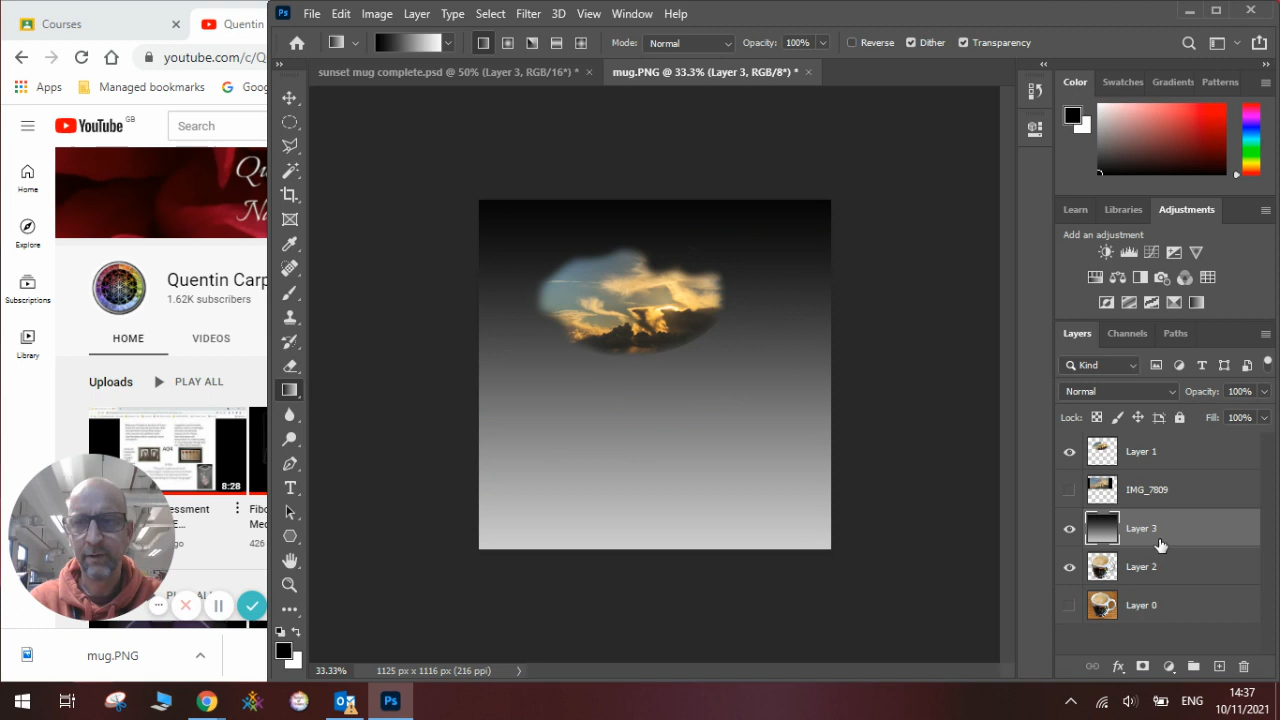 Courses
Quentin
youtube.com/c/Q
Apps
Managed bookmarks
Goog
YouTube GB
Search
Home
Explore
Subscriptions
Library
Quentin Carp
1.62K subscribers
HOME
VIDEOS
Uploads
PLAY ALL
8:28
426
mug.PNG
Ps File Edit Image Layer Type Select Filter 3D View Window Help
Mode: Normal Opacity: 100% Reverse Dither Transparency
sunset mug complete.psd @ 50% (Layer 3, RGB/16*) *
mug.PNG @ 33.3% (Layer 3, RGB/8*) *
Color Swatches Gradients Patterns
Learn Libraries Adjustments
Add an adjustment
Layers Channels Paths
Kind
Normal Opacity: 100%
Lock: Fill: 100%
Layer 1
IMG_7809
Layer 3
Layer 2
Layer 0
33.33% 1125 px x 1116 px (216 ppi)
Ps
ENG
14:37
10/11/2021